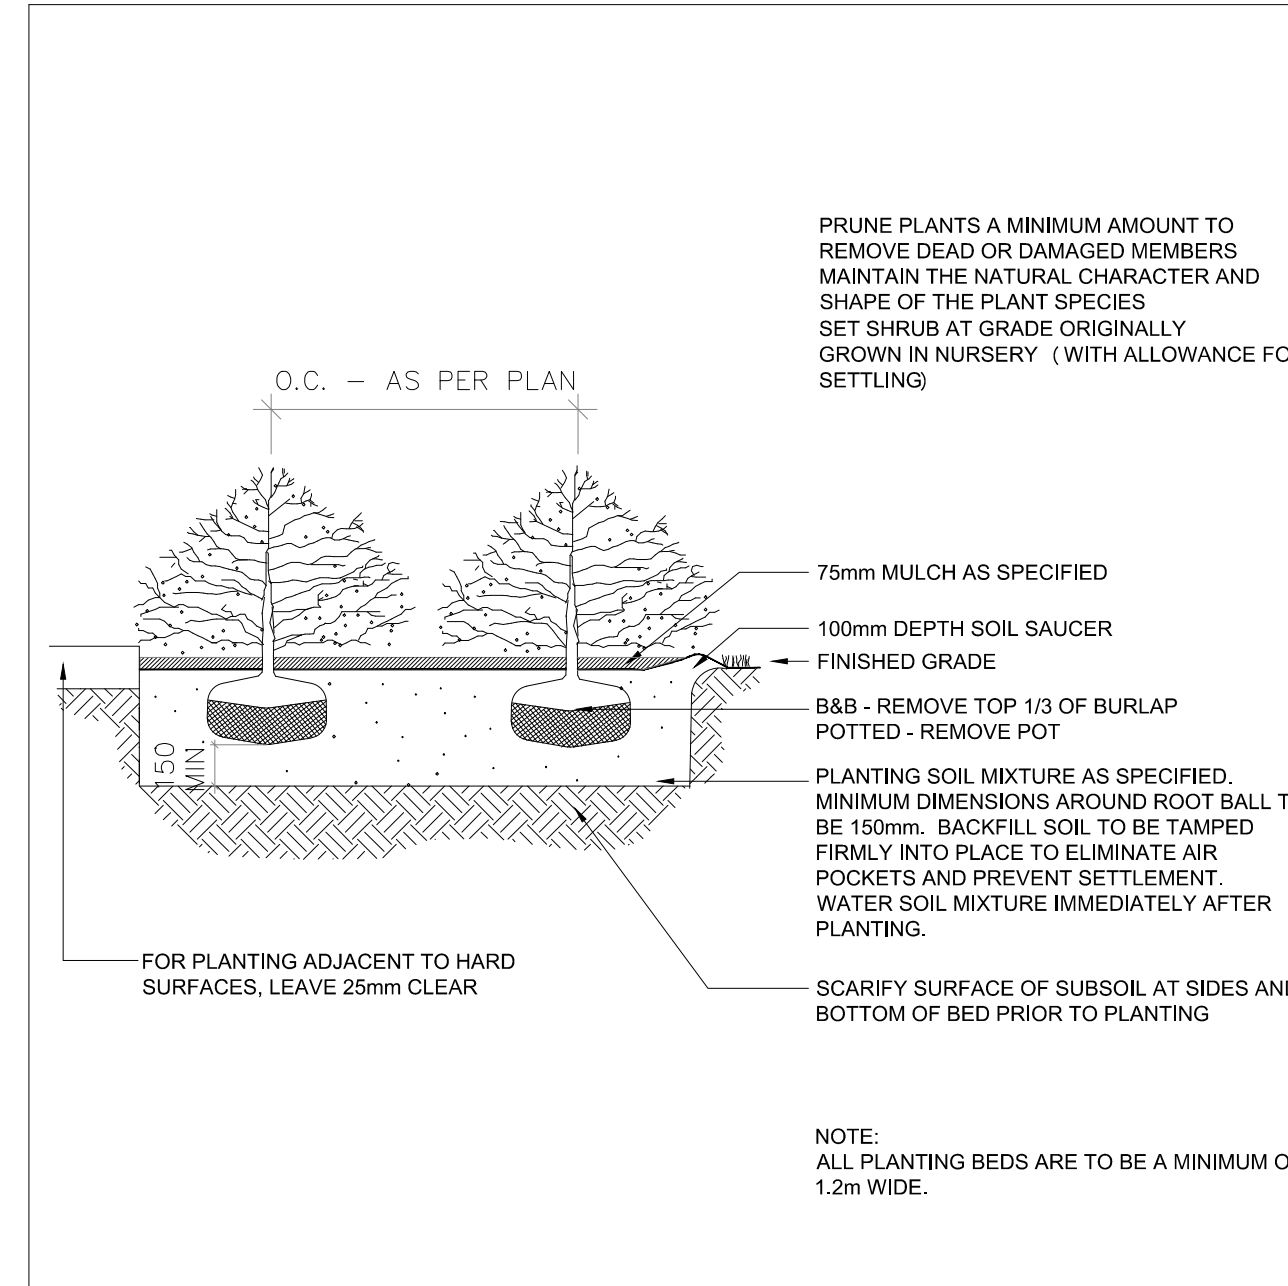 PRUNE PLANTS A MINIMUM AMOUNT TO
REMOVE DEAD OR DAMAGED MEMBERS
MAINTAIN THE NATURAL CHARACTER AND
SHAPE OF THE PLANT SPECIES
SET SHRUB AT GRADE ORIGINALLY
GROWN IN NURSERY ( WITH ALLOWANCE FO
SETTLING)
O.C. – AS PER PLAN
75mm MULCH AS SPECIFIED
100mm DEPTH SOIL SAUCER
FINISHED GRADE
B&B - REMOVE TOP 1/3 OF BURLAP
POTTED - REMOVE POT
150
MIN.
PLANTING SOIL MIXTURE AS SPECIFIED.
MINIMUM DIMENSIONS AROUND ROOT BALL T
BE 150mm. BACKFILL SOIL TO BE TAMPED
FIRMLY INTO PLACE TO ELIMINATE AIR
POCKETS AND PREVENT SETTLEMENT.
WATER SOIL MIXTURE IMMEDIATELY AFTER
PLANTING.
FOR PLANTING ADJACENT TO HARD
SURFACES, LEAVE 25mm CLEAR
SCARIFY SURFACE OF SUBSOIL AT SIDES AN
BOTTOM OF BED PRIOR TO PLANTING
NOTE:
ALL PLANTING BEDS ARE TO BE A MINIMUM O
1.2m WIDE.